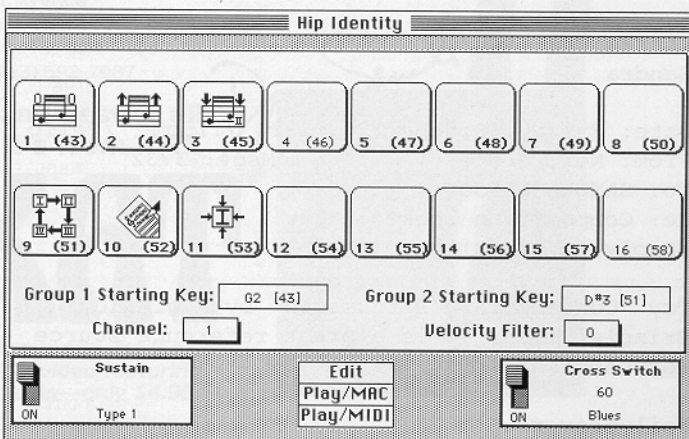 Hip Identity
1 (43) 2 (44) 3 (45) 4 (46) 5 (47) 6 (48) 7 (49) 8 (50)
I I
III III
I
9 (51) 10 (52) 11 (53) 12 (54) 13 (55) 14 (56) 15 (57) 16 (58)
Group 1 Starting Key: G2 [43] Group 2 Starting Key: D#3 [51]
Channel: 1 Velocity Filter: 0
Sustain
ON Type 1
Edit
Play/MAC
Play/MIDI
Cross Switch
60
ON Blues